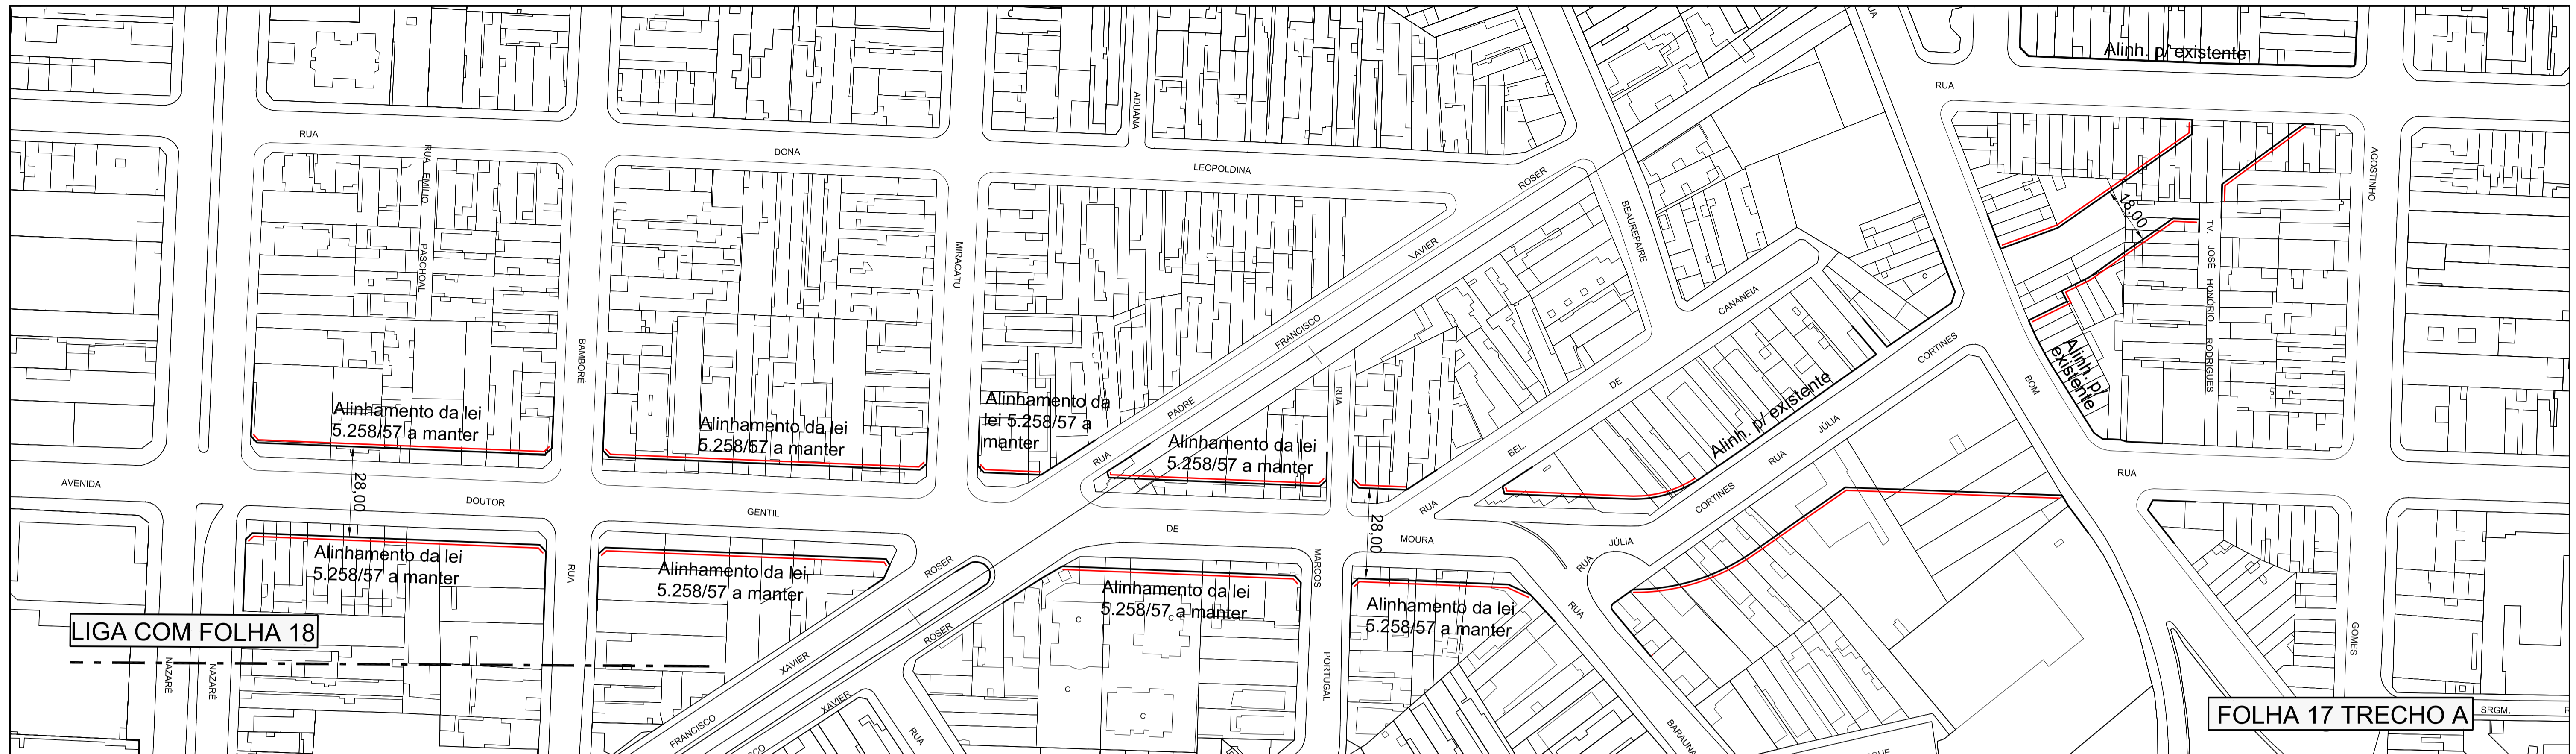 Alinh. p/ existente
RUA
ADUANA
RUA
RUA EMÍLIO PASCHOAL
DONA
LEOPOLDINA
ROSER
XAVIER
FRANCISCO
PADRE
RUA
BEAUREPAIRE
AGOSTINHO
18,00
TV. JOSÉ HONÓRIO RODRIGUES
MIRACATU
BAMBORÉ
CANANÉIA
DE
BEL.
RUA
C
CORTINES
JÚLIA
RUA
CORTINES
JÚLIA
RUA
BOM
Alinh. p/
existente
Alinh. p/ existente
Alinhamento da lei
5.258/57 a manter
Alinhamento da lei
5.258/57 a manter
Alinhamento da
lei 5.258/57 a
manter
Alinhamento da lei
5.258/57 a manter
RUA
28,00
28,00
AVENIDA
DOUTOR
GENTIL
DE
MOURA
RUA
Alinhamento da lei
5.258/57 a manter
Alinhamento da lei
5.258/57 a manter
Alinhamento da lei
5.258/57 a manter
Alinhamento da lei
5.258/57 a manter
RUA
MARCOS
PORTUGAL
ROSER
ROSER
XAVIER
XAVIER
FRANCISCO
RUA
C
C
C
C
RUA
BARAUNA
GOMES
LIGA COM FOLHA 18
NAZARÉ
NAZARÉ
FOLHA 17 TRECHO A
SRGM.